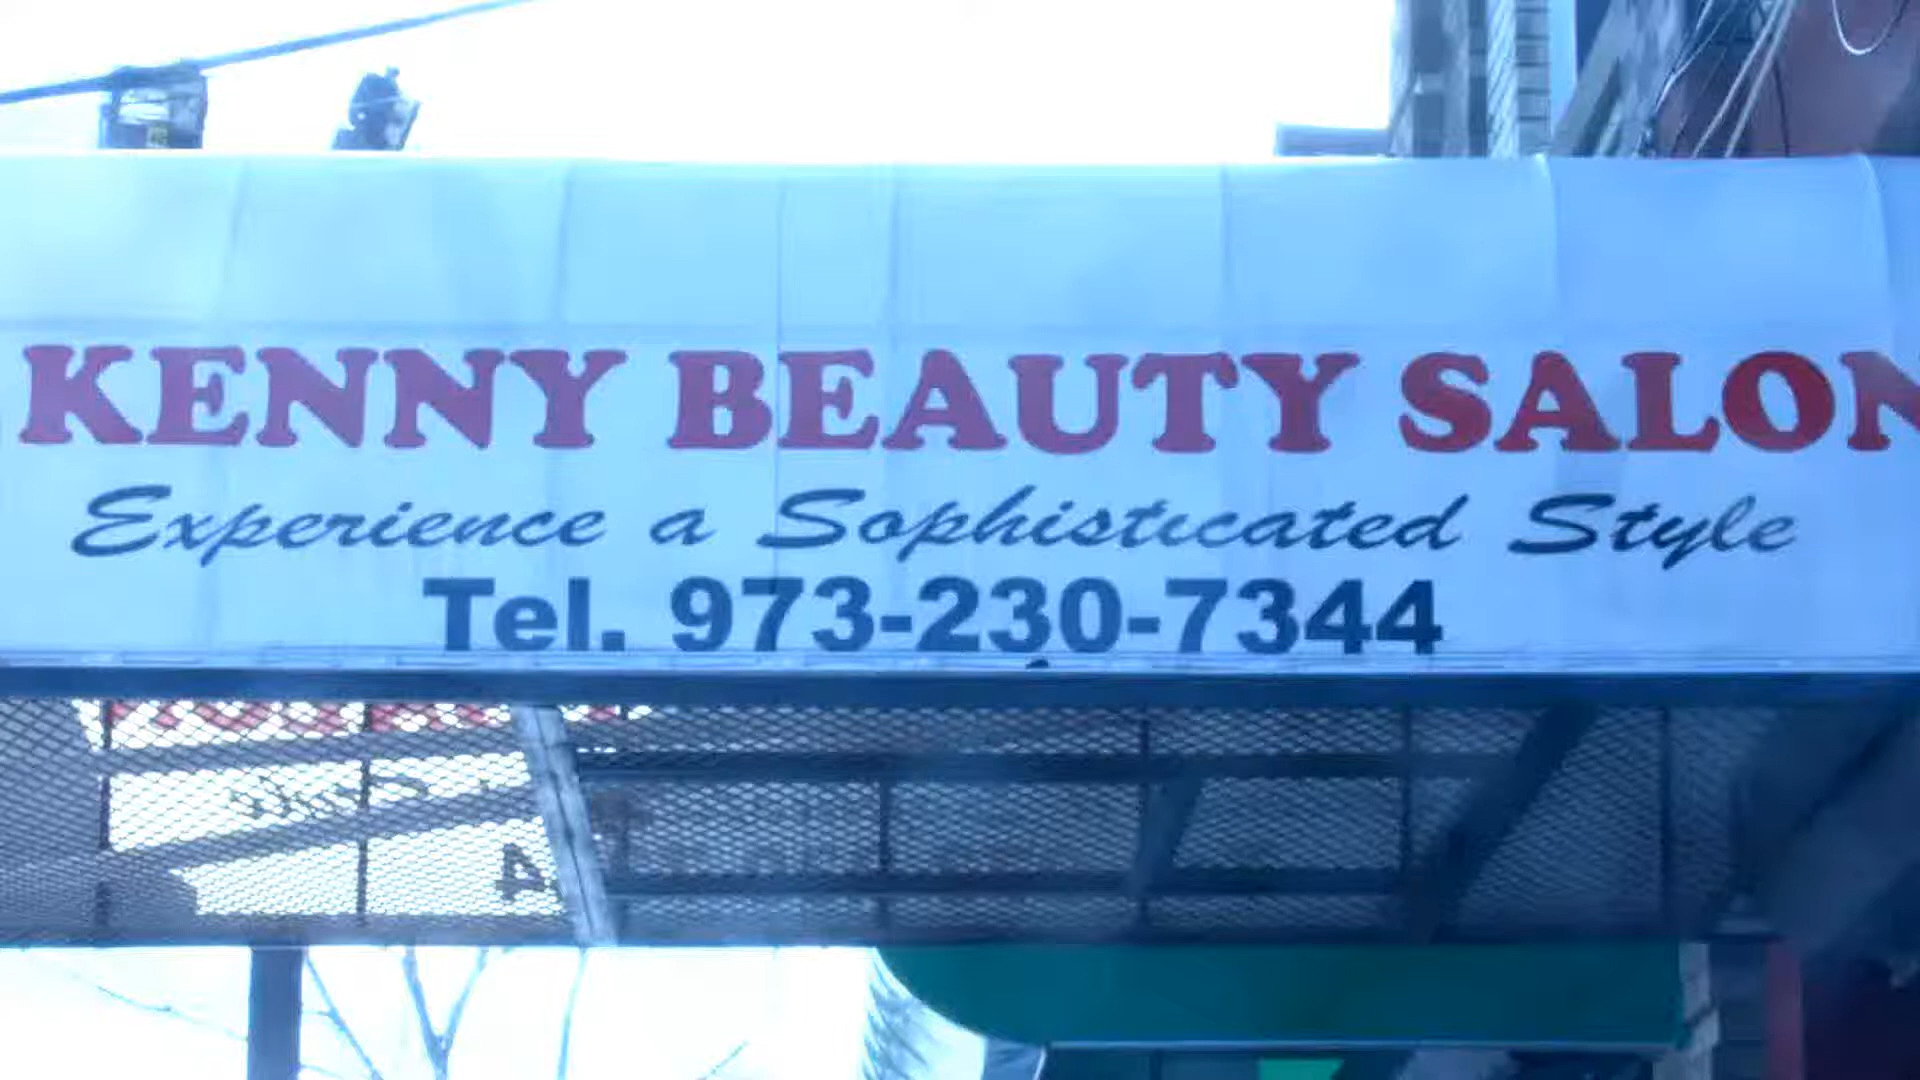 KENNY BEAUTY SALON
Experience a Sophisticated Style
Tel. 973-230-7344